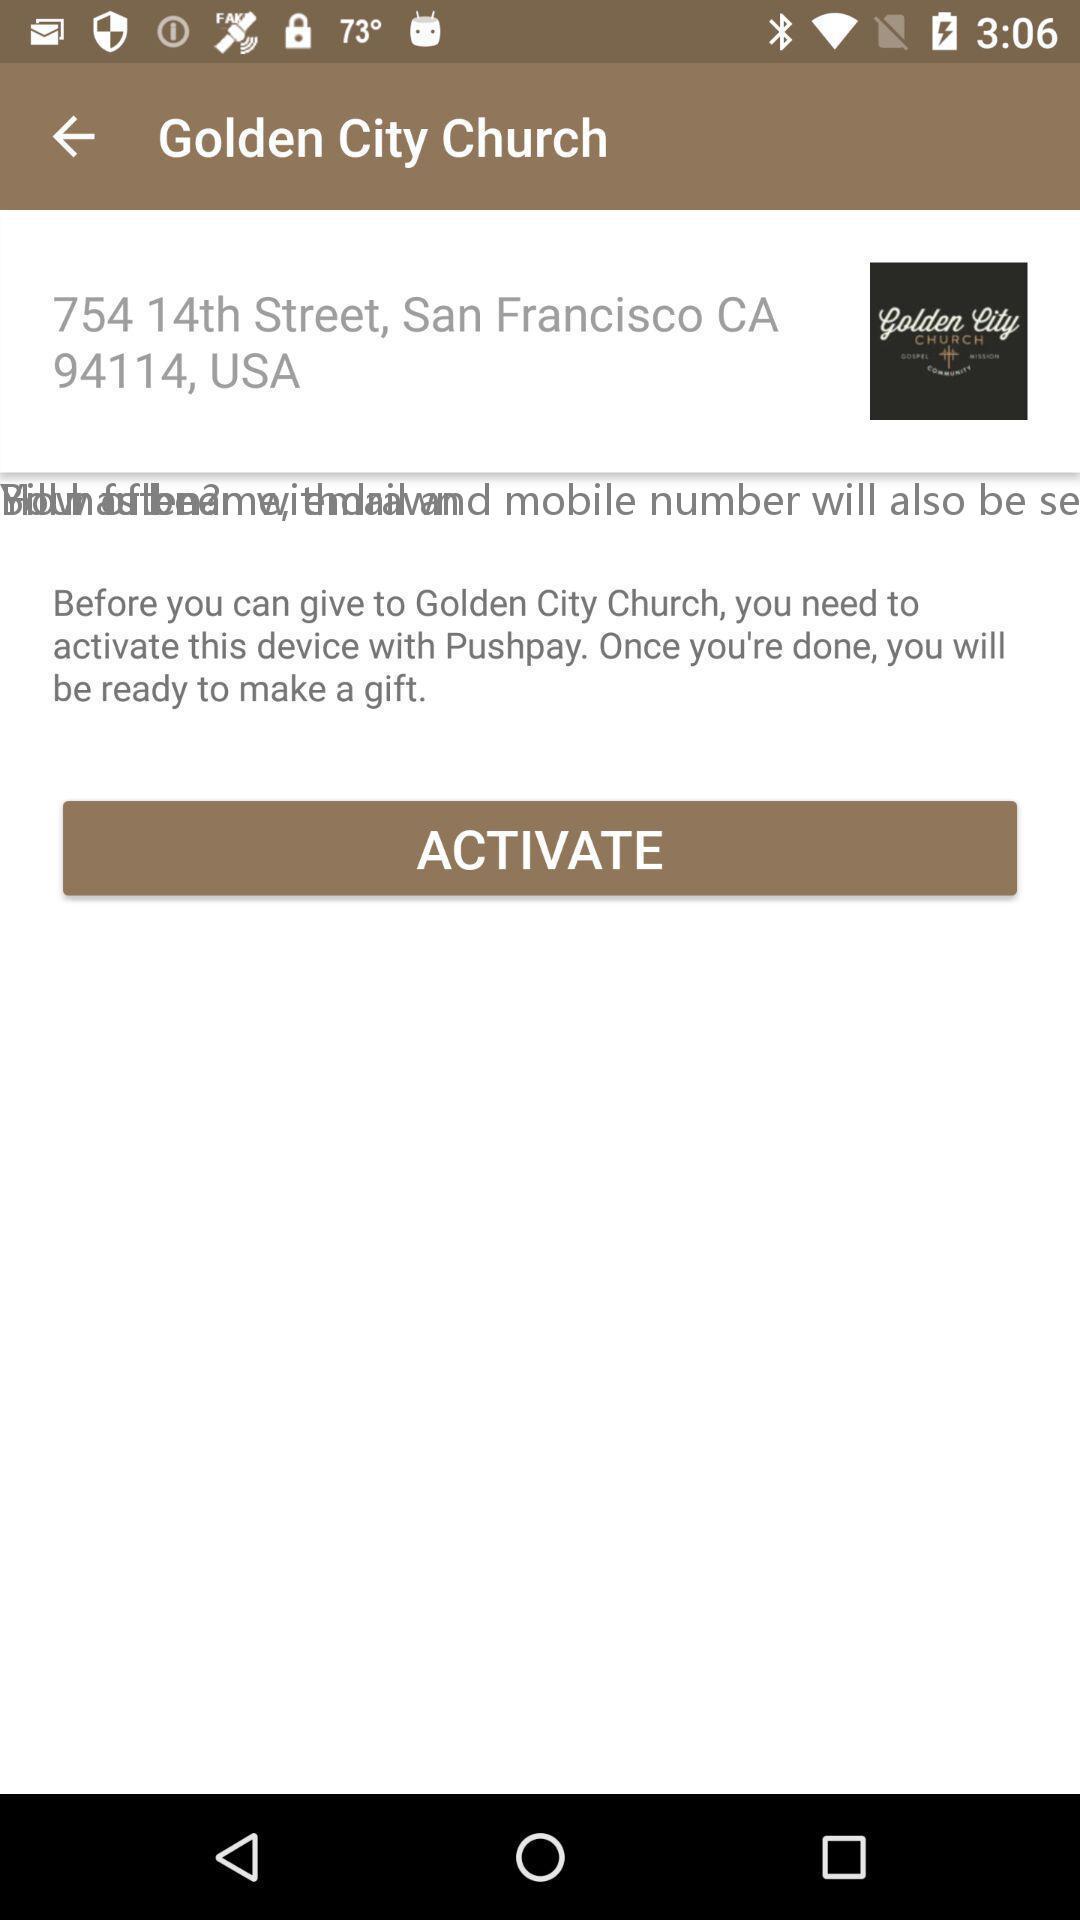 FAKE
73°
3:06
Golden City Church
754 14th Street, San Francisco CA
94114, USA
Golden City
CHURCH
GOSPEL MISSION
COMMUNITY
and mobile number will also be se
Before you can give to Golden City Church, you need to
activate this device with Pushpay. Once you're done, you will
be ready to make a gift.
ACTIVATE